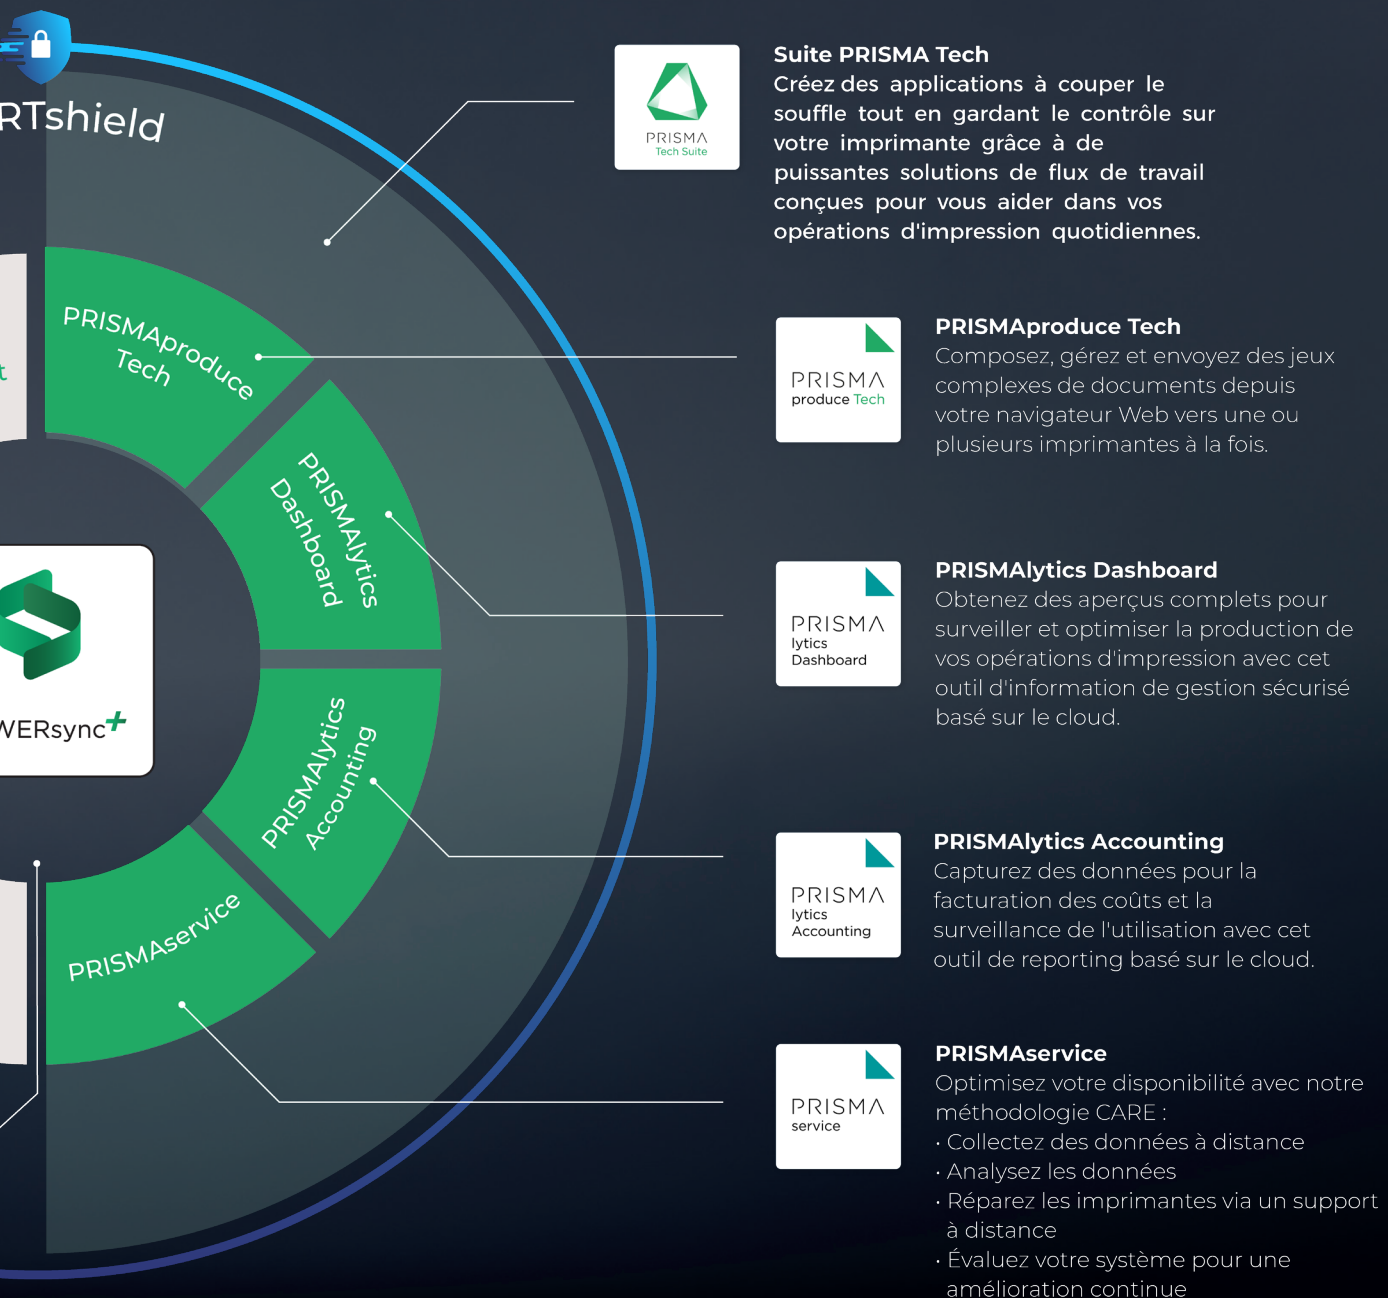 RTshield
PRISMAproduce
Tech
PRISMAlytics
Dashboard
PRISMAlytics
Accounting
PRISMAservice
WERsync+
PRISMA
Tech Suite
Suite PRISMA Tech
Créez des applications à couper le
souffle tout en gardant le contrôle sur
votre imprimante grâce à de
puissantes solutions de flux de travail
conçues pour vous aider dans vos
opérations d'impression quotidiennes.
PRISMA
produce Tech
PRISMAproduce Tech
Composez, gérez et envoyez des jeux
complexes de documents depuis
votre navigateur Web vers une ou
plusieurs imprimantes à la fois.
PRISMA
lytics
Dashboard
PRISMAlytics Dashboard
Obtenez des aperçus complets pour
surveiller et optimiser la production de
vos opérations d'impression avec cet
outil d'information de gestion sécurisé
basé sur le cloud.
PRISMA
lytics
Accounting
PRISMAlytics Accounting
Capturez des données pour la
facturation des coûts et la
surveillance de l'utilisation avec cet
outil de reporting basé sur le cloud.
PRISMA
service
PRISMAservice
Optimisez votre disponibilité avec notre
méthodologie CARE :
· Collectez des données à distance
· Analysez les données
· Réparez les imprimantes via un support
à distance
· Évaluez votre système pour une
amélioration continue